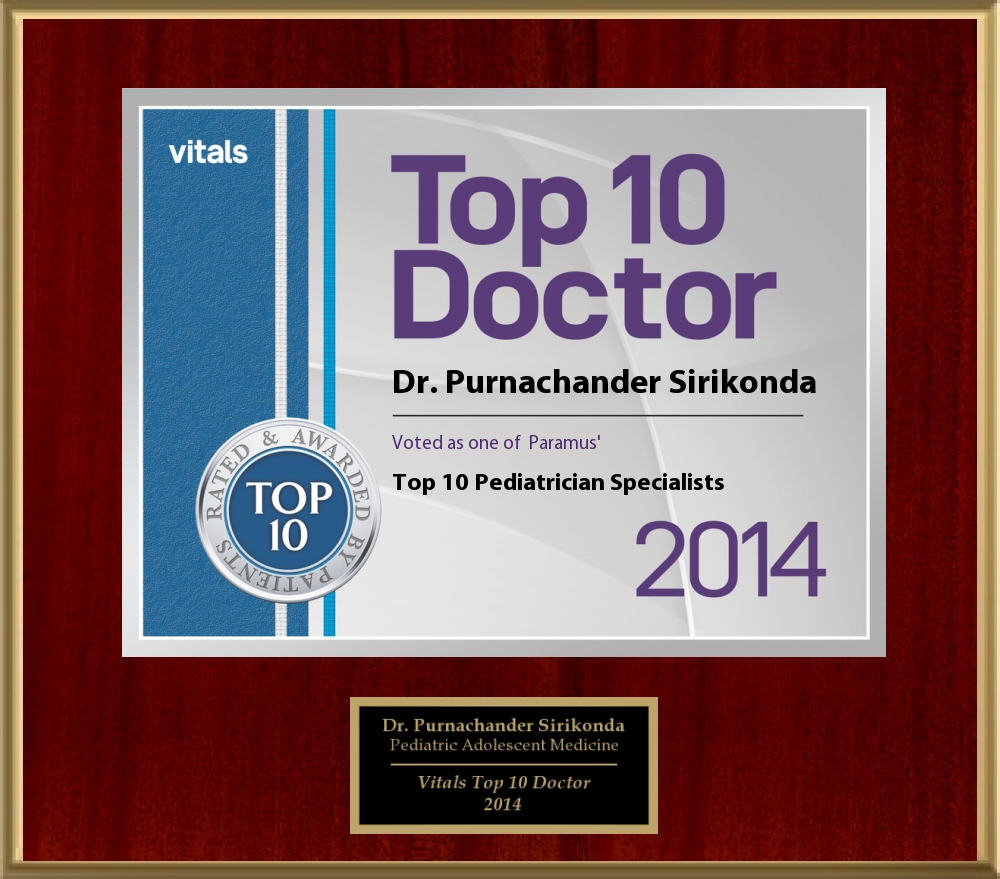 vitals
Top 10
Doctor
Dr. Purnachander Sirikonda
Voted as one of Paramus'
Top 10 Pediatrician Specialists
2014
RATED & AWARDED BY PATIENTS
TOP
10
Dr. Purnachander Sirikonda
Pediatric Adolescent Medicine
Vitals Top 10 Doctor
2014